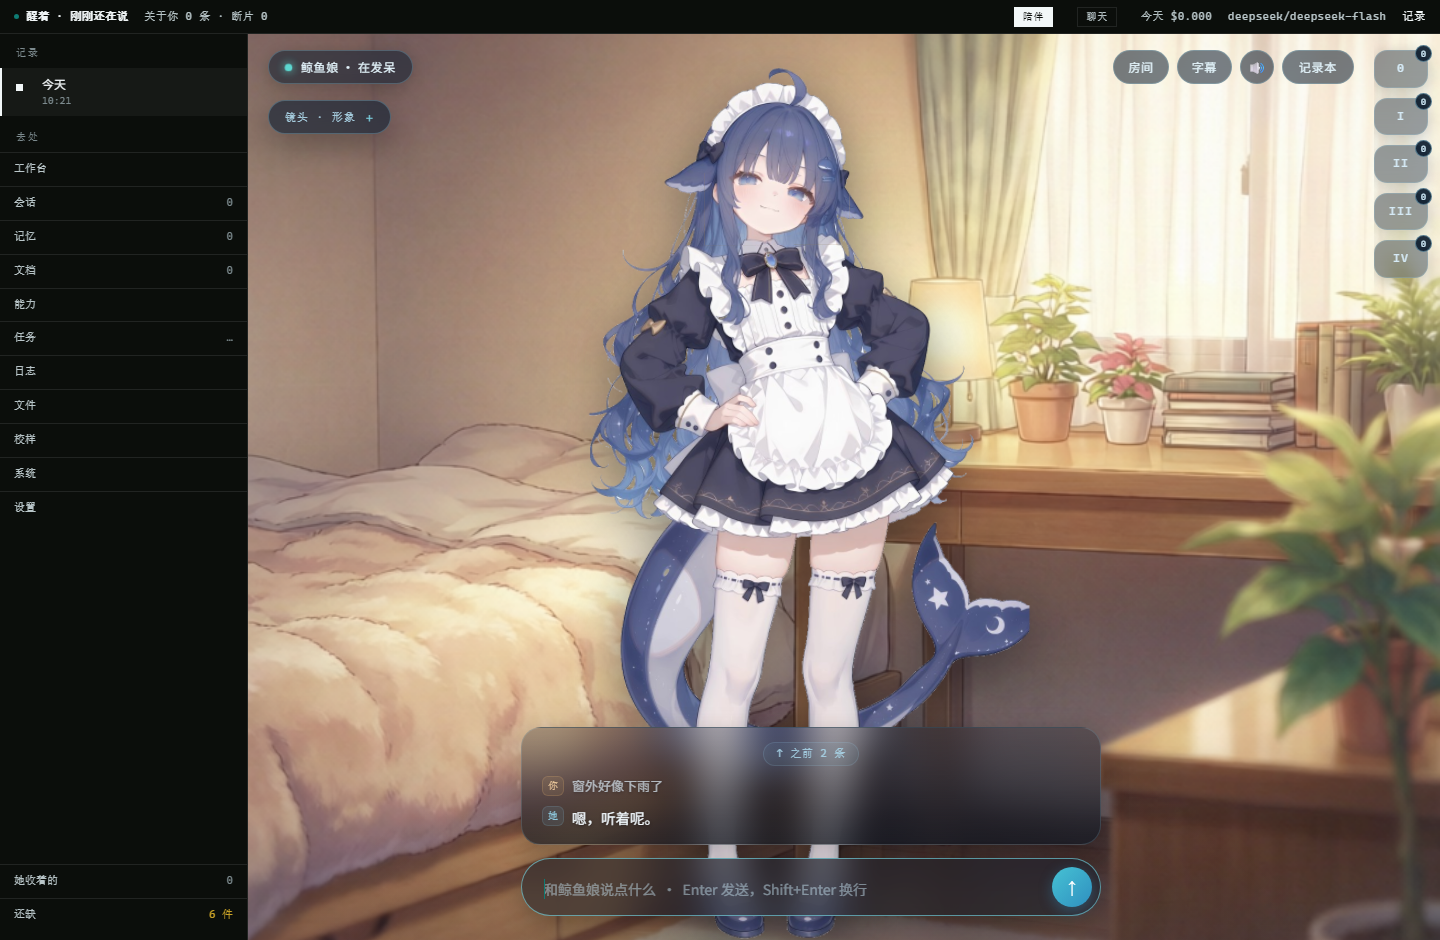 醒着 · 刚刚还在说 关于你 0 条 · 断片 0 陪伴 聊天 今天 $0.000 deepseek/deepseek-flash 记录
记录
今天
10:21
去处
工作台
会话 0
记忆 0
文档 0
能力
任务 …
日志
文件
校样
系统
设置
她收着的 0
还缺 6 件
鲸鱼娘 · 在发呆
镜头 · 形象 +
房间 字幕 记录本
0 0
I 0
II 0
III 0
IV 0
↑ 之前 2 条
你 窗外好像下雨了
她 嗯，听着呢。
和鲸鱼娘说点什么 · Enter 发送，Shift+Enter 换行
↑